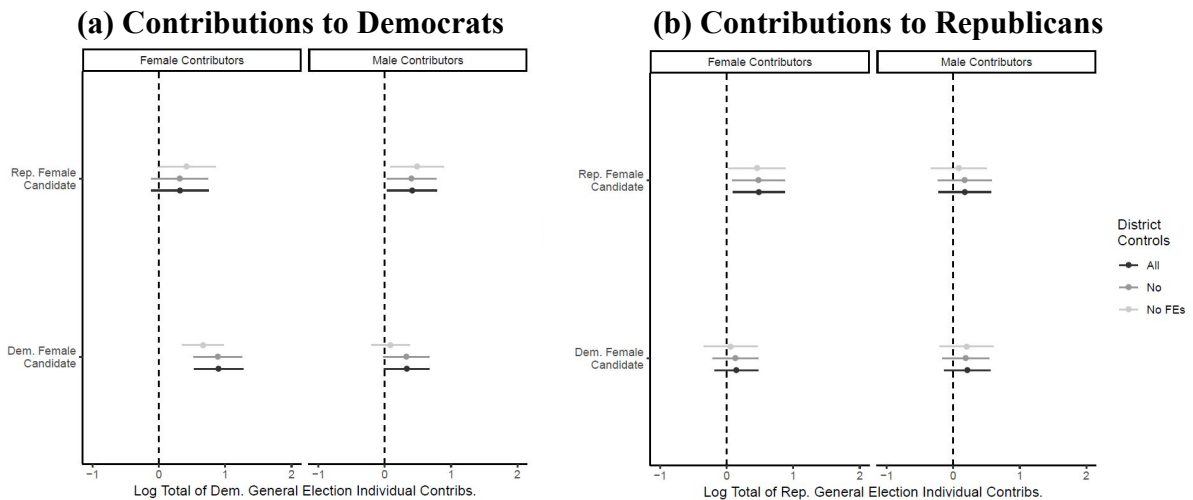 (a) Contributions to Democrats
Female Contributors
Male Contributors
Rep. Female
Candidate
Dem. Female
Candidate
−1
0
1
2
−1
0
1
2
Log Total of Dem. General Election Individual Contribs.
(b) Contributions to Republicans
Female Contributors
Male Contributors
Rep. Female
Candidate
Dem. Female
Candidate
−1
0
1
2
−1
0
1
2
Log Total of Rep. General Election Individual Contribs.
District
Controls
All
No
No FEs